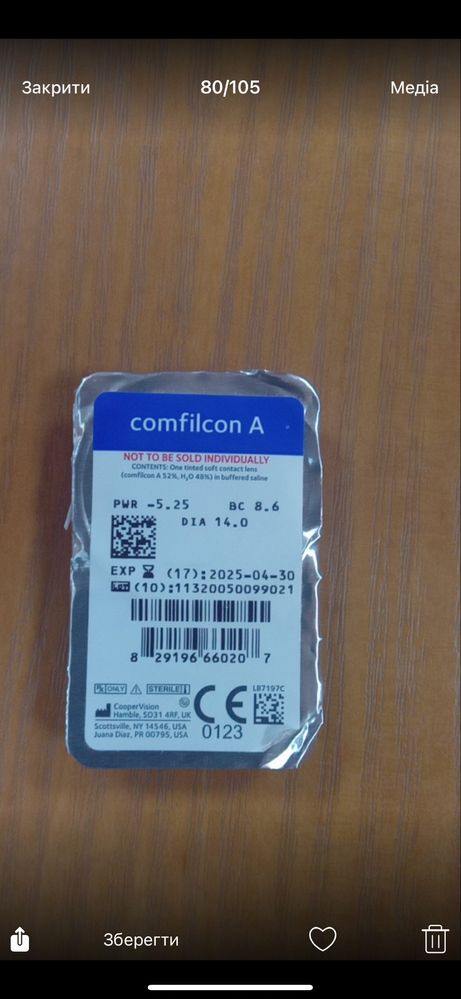 Закрити 80/105 Медіа
comfilcon A
NOT TO BE SOLD INDIVIDUALLY
CONTENTS: One tinted soft contact lens
(comfilcon A 52%, H₂O 48%) in buffered saline
PWR -5.25 BC 8.6
DIA 14.0
EXP (17):2025-04-30
LOT (10):11320050099021
8 29196 66020 7
Rx ONLY STERILE
LB7197C
CooperVision
Hamble, SO31 4RF, UK
Scottsville, NY 14546, USA
Juana Diaz, PR 00795, USA
CE
0123
Зберегти